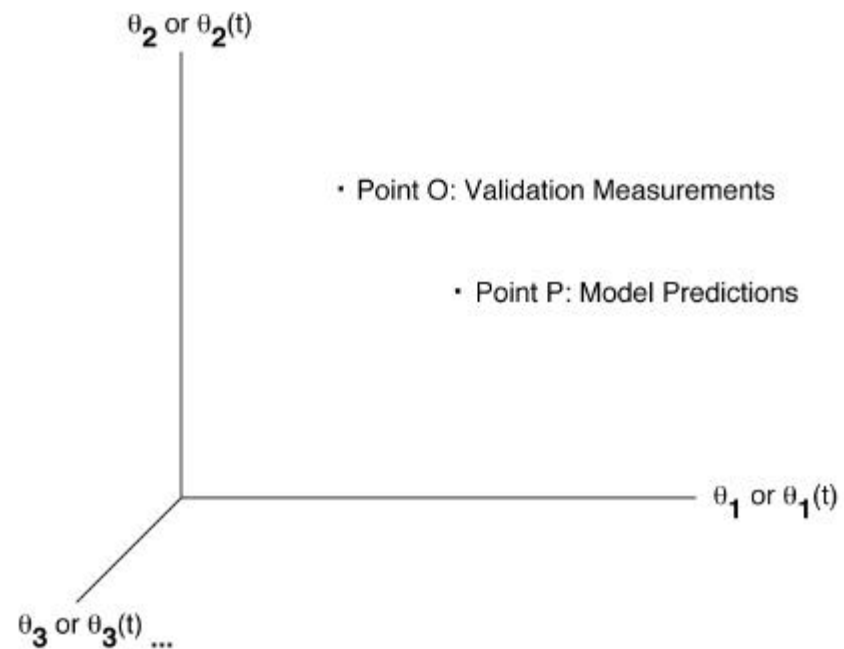 θ2 or θ2(t)
· Point O: Validation Measurements
· Point P: Model Predictions
θ1 or θ1(t)
θ3 or θ3(t) ...